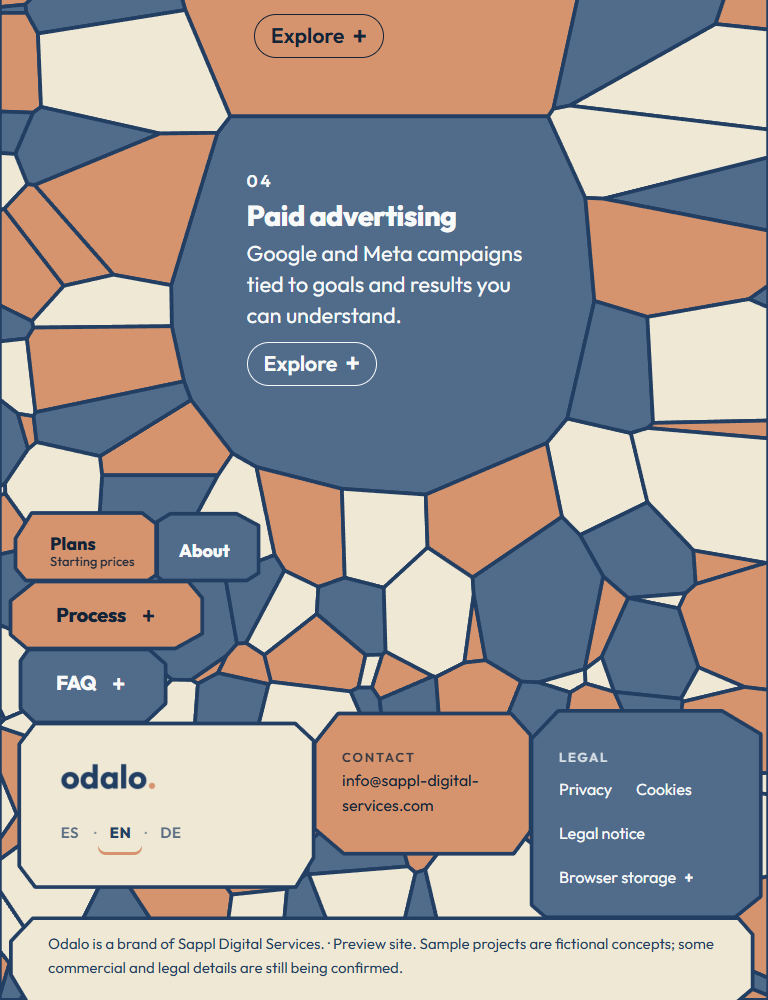 Explore +
04
Paid advertising
Google and Meta campaigns
tied to goals and results you
can understand.
Explore +
Plans
Starting prices
About
Process +
FAQ +
odalo.
ES · EN · DE
CONTACT
info@sappl-digital-
services.com
LEGAL
Privacy Cookies
Legal notice
Browser storage +
Odalo is a brand of Sappl Digital Services. · Preview site. Sample projects are fictional concepts; some
commercial and legal details are still being confirmed.